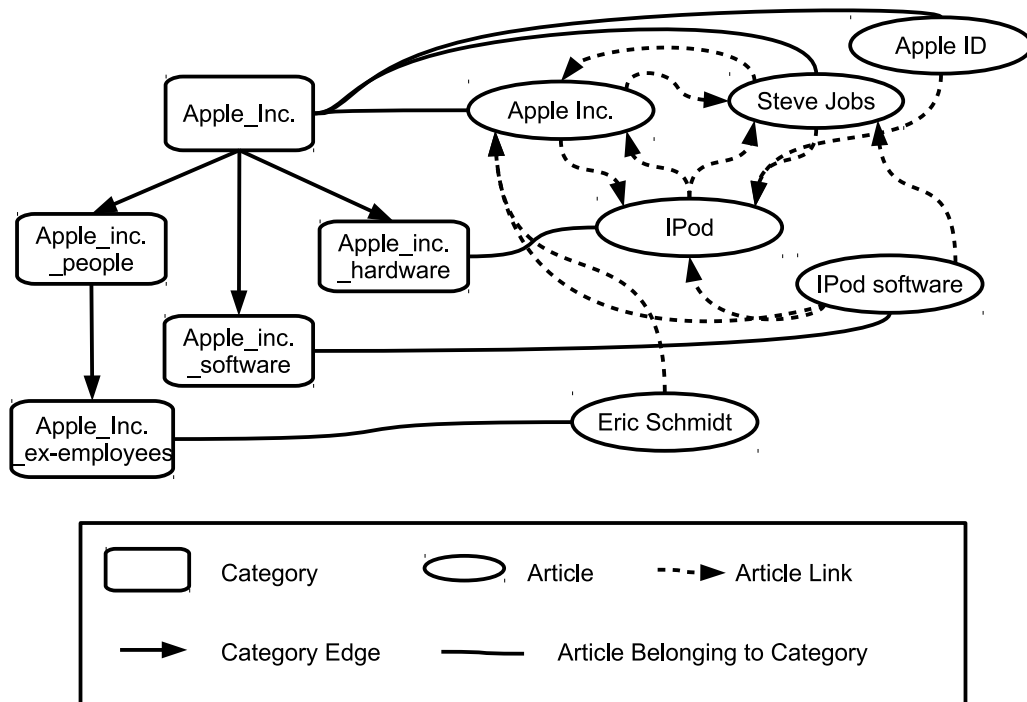 Apple ID
Apple_Inc.
Apple Inc.
Steve Jobs
Apple_inc.
_people
Apple_inc.
_hardware
IPod
IPod software
Apple_inc.
_software
Apple_Inc.
_ex-employees
Eric Schmidt
Category
Article
Article Link
Category Edge
Article Belonging to Category